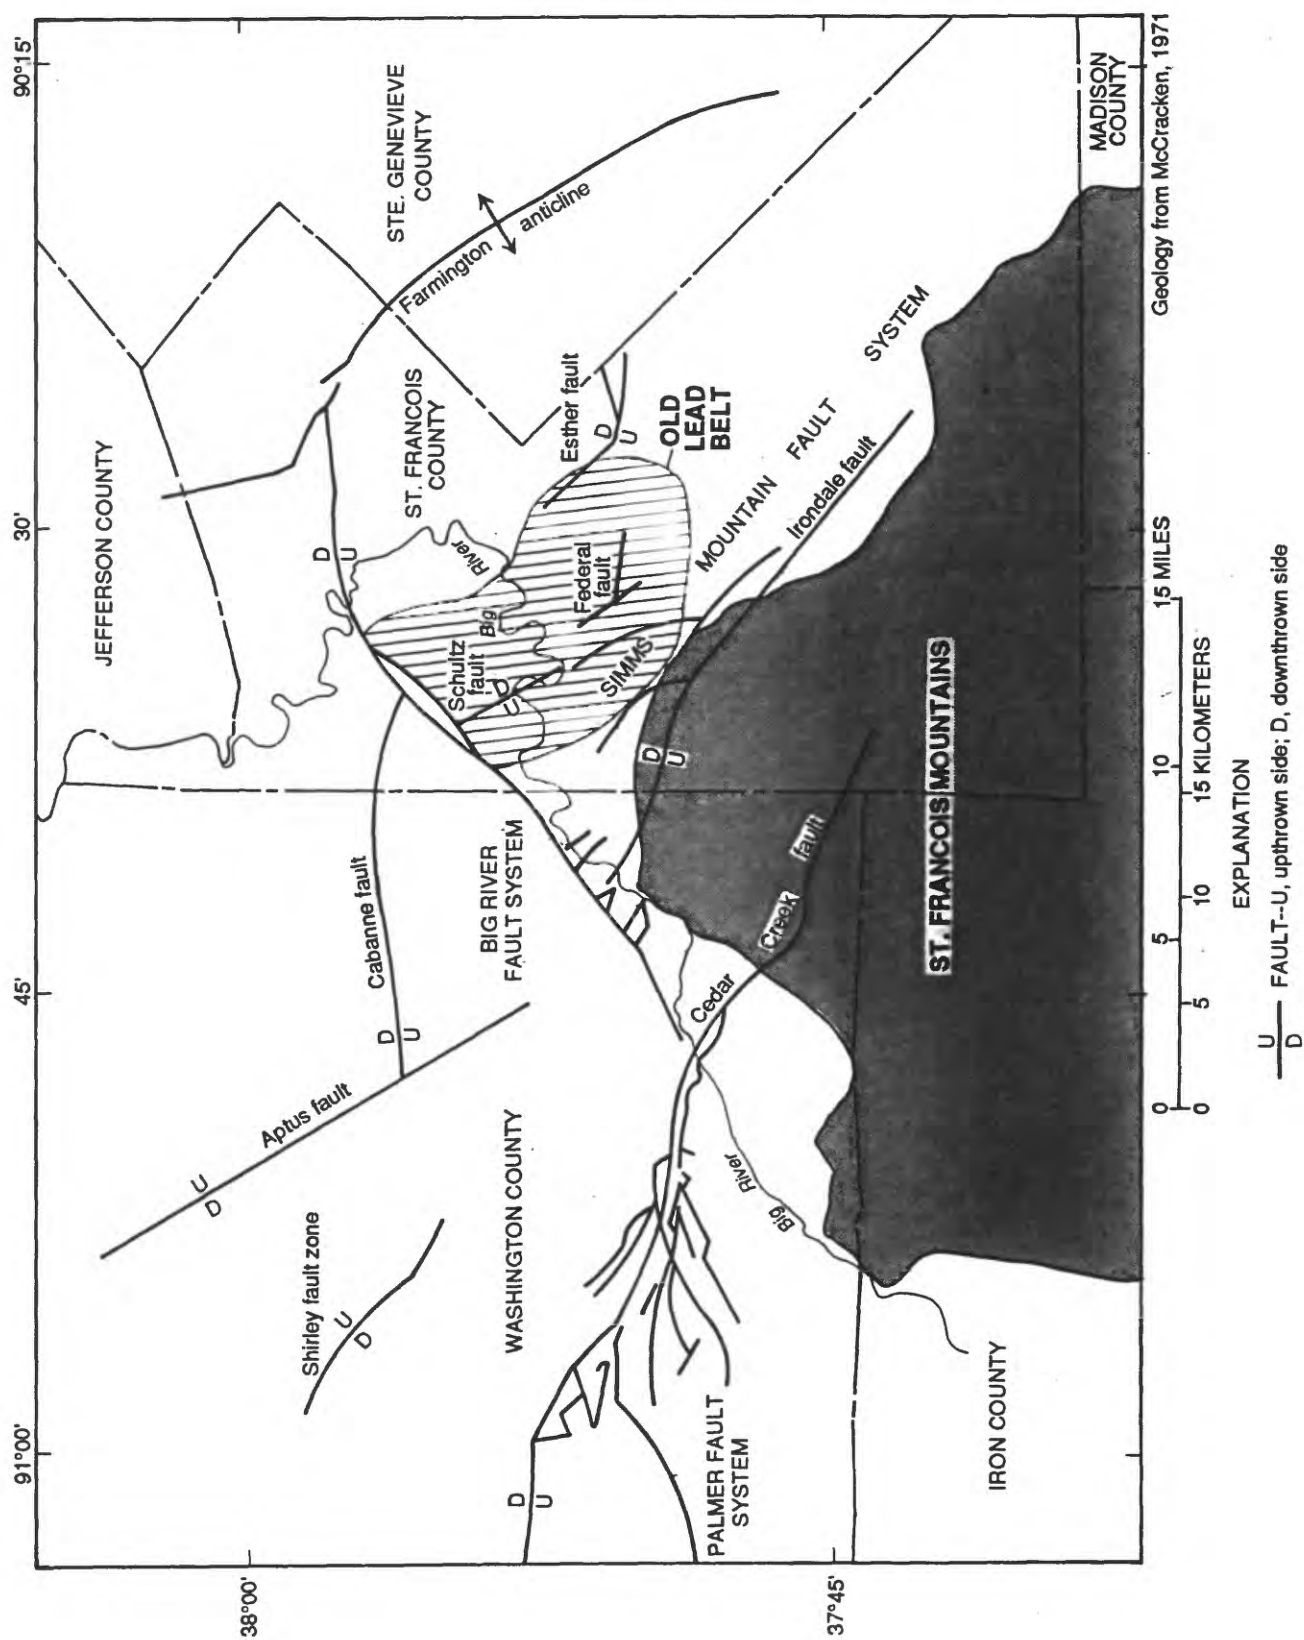 91°00'
45'
30'
90°15'
38°00'
37°45'
JEFFERSON COUNTY
STE. GENEVIEVE
COUNTY
ST. FRANCOIS
COUNTY
WASHINGTON COUNTY
IRON COUNTY
MADISON
COUNTY
Shirley fault zone
U
D
Aptus fault
U
D
Cabanne fault
D
U
BIG RIVER
FAULT SYSTEM
D
U
Farmington anticline
Schultz
fault
D
U
Big River
Federal
fault
Esther fault
D
U
OLD
LEAD
BELT
SIMMS MOUNTAIN FAULT SYSTEM
Irondale fault
D
U
Cedar Creek fault
ST. FRANCOIS MOUNTAINS
Big River
D
U
PALMER FAULT
SYSTEM
Geology from McCracken, 1971
0 5 10 15 MILES
0 5 10 15 KILOMETERS
EXPLANATION
U
D
FAULT--U, upthrown side; D, downthrown side